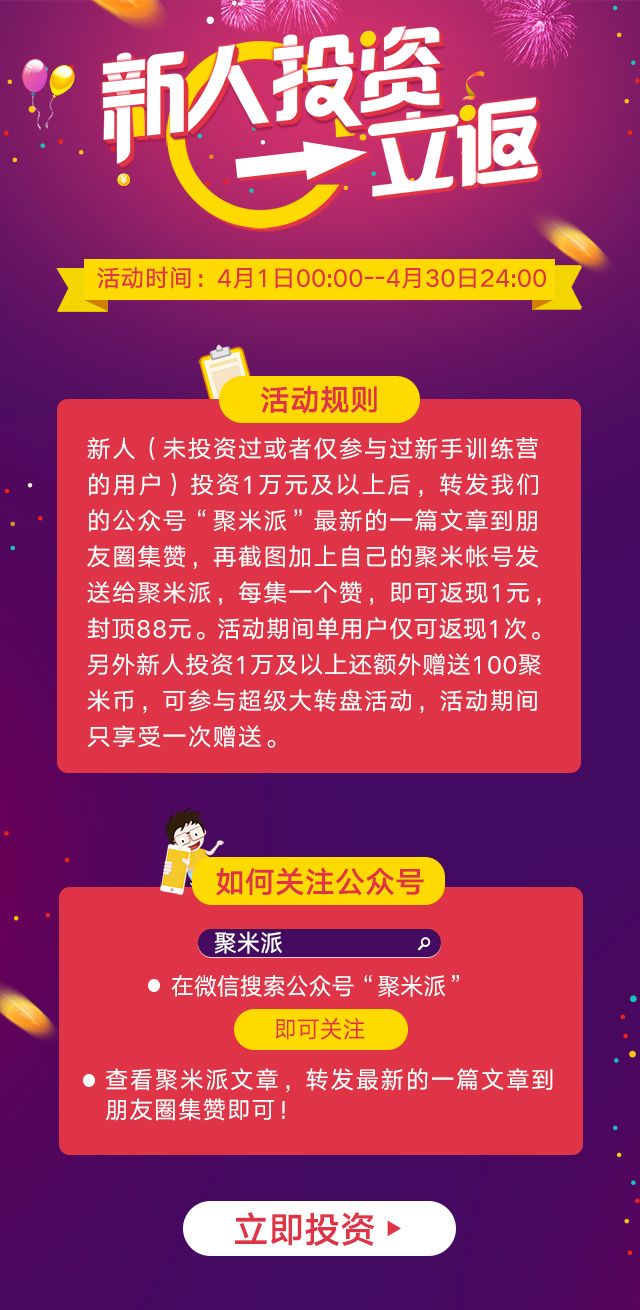 新人投资
立返
活动时间：4月1日00:00--4月30日24:00
活动规则
新人（未投资过或者仅参与过新手训练营
的用户）投资1万元及以上后，转发我们
的公众号“聚米派”最新的一篇文章到朋
友圈集赞，再截图加上自己的聚米帐号发
送给聚米派，每集一个赞，即可返现1元，
封顶88元。活动期间单用户仅可返现1次。
另外新人投资1万及以上还额外赠送100聚
米币，可参与超级大转盘活动，活动期间
只享受一次赠送。
如何关注公众号
聚米派
在微信搜索公众号“聚米派”
即可关注
查看聚米派文章，转发最新的一篇文章到
朋友圈集赞即可！
立即投资